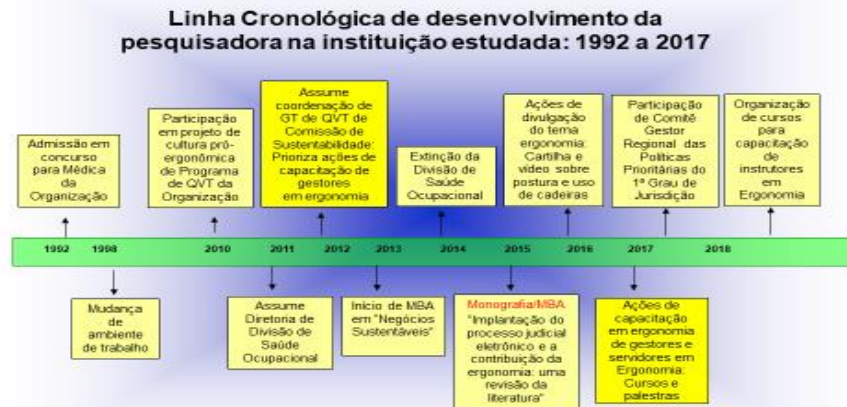 Linha Cronológica de desenvolvimento da
pesquisadora na instituição estudada: 1992 a 2017
Admissão em
concurso
para Médica
da
Organização
Participação
em projeto de
cultura pró-
ergonômica
de Programa
de QVT da
Organização
Assume
coordenação de
GT de QVT de
Comissão de
Sustentabilidade:
Prioriza ações de
capacitação de
gestores
em ergonomia
Extinção da
Divisão de
Saúde
Ocupacional
Ações de
divulgação
do tema
ergonomia:
Cartilha e
vídeo sobre
postura e uso
de cadeiras
Participação
de Comitê
Gestor
Regional das
Políticas
Prioritárias do
1º Grau de
Jurisdição
Organização
de cursos
para
capacitação
de
instrutores
em
Ergonomia
1992 1998 2010 2011 2012 2013 2014 2015 2016 2017 2018
Mudança
de
ambiente
de trabalho
Assume
Diretoria de
Divisão de
Saúde
Ocupacional
Início de MBA
em "Negócios
Sustentáveis"
Monografia/MBA
"Implantação do
processo judicial
eletrônico e a
contribuição da
ergonomia: uma
revisão da
literatura"
Ações de
capacitação
em ergonomia
de gestores e
servidores em
Ergonomia:
Cursos e
palestras